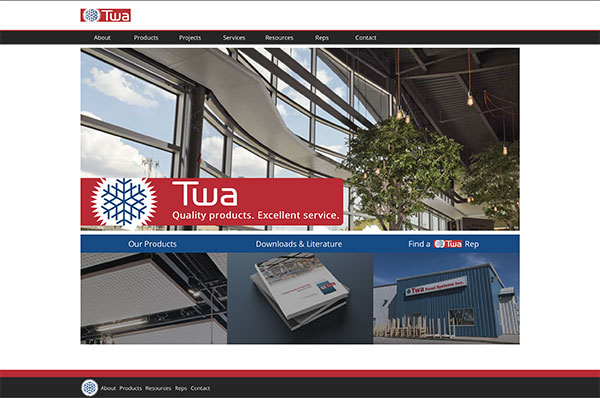 Twa
About Products Projects Services Resources Reps Contact
Twa
Quality products. Excellent service.
Our Products Downloads & Literature Find a Twa Rep
Twa Panel Systems Inc.
About Products Resources Reps Contact